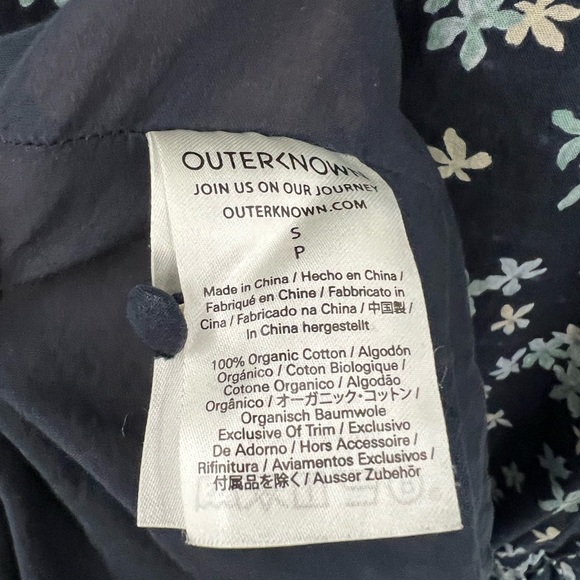 OUTERKNOWN
JOIN US ON OUR JOURNEY
OUTERKNOWN.COM
S
P
Made in China / Hecho en China /
Fabriqué en Chine / Fabbricato in
Cina / Fabricado na China / 中国製 /
In China hergestellt
100% Organic Cotton / Algodón
Orgánico / Coton Biologique /
Cotone Organico / Algodão
Orgânico / オーガニック・コットン /
Organisch Baumwole
Exclusive Of Trim / Exclusivo
De Adorno / Hors Accessoire /
Rifinitura / Aviamentos Exclusivo /
付属品を除く / Ausser Zubehör